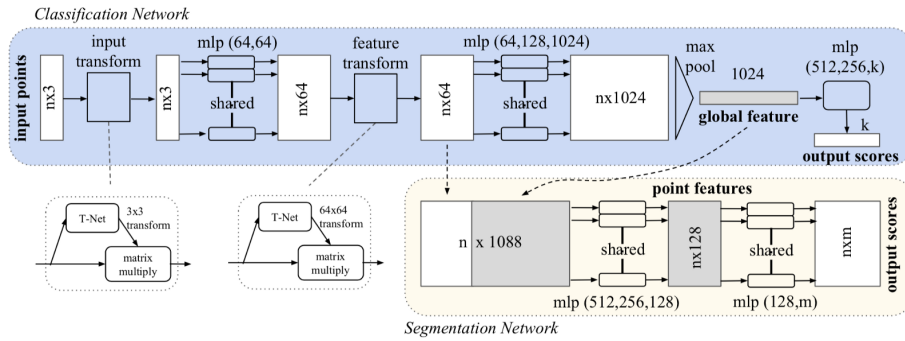 Classification Network
input points
nx3
input
transform
nx3
mlp (64,64)
shared
nx64
feature
transform
nx64
mlp (64,128,1024)
shared
nx1024
max
pool
1024
global feature
mlp
(512,256,k)
k
output scores
T-Net
3x3
transform
matrix
multiply
T-Net
64x64
transform
matrix
multiply
point features
n x 1088
shared
mlp (512,256,128)
nx128
shared
mlp (128,m)
nxm
output scores
Segmentation Network